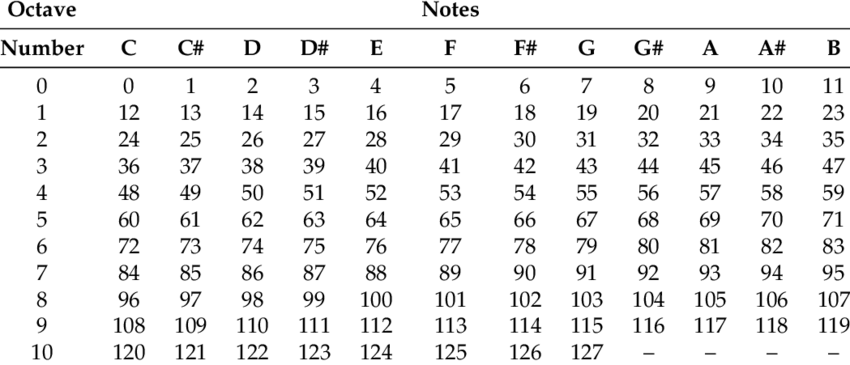 Octave Notes
Number C C# D D# E F F# G G# A A# B
0 0 1 2 3 4 5 6 7 8 9 10 11
1 12 13 14 15 16 17 18 19 20 21 22 23
2 24 25 26 27 28 29 30 31 32 33 34 35
3 36 37 38 39 40 41 42 43 44 45 46 47
4 48 49 50 51 52 53 54 55 56 57 58 59
5 60 61 62 63 64 65 66 67 68 69 70 71
6 72 73 74 75 76 77 78 79 80 81 82 83
7 84 85 86 87 88 89 90 91 92 93 94 95
8 96 97 98 99 100 101 102 103 104 105 106 107
9 108 109 110 111 112 113 114 115 116 117 118 119
10 120 121 122 123 124 125 126 127 – – – –